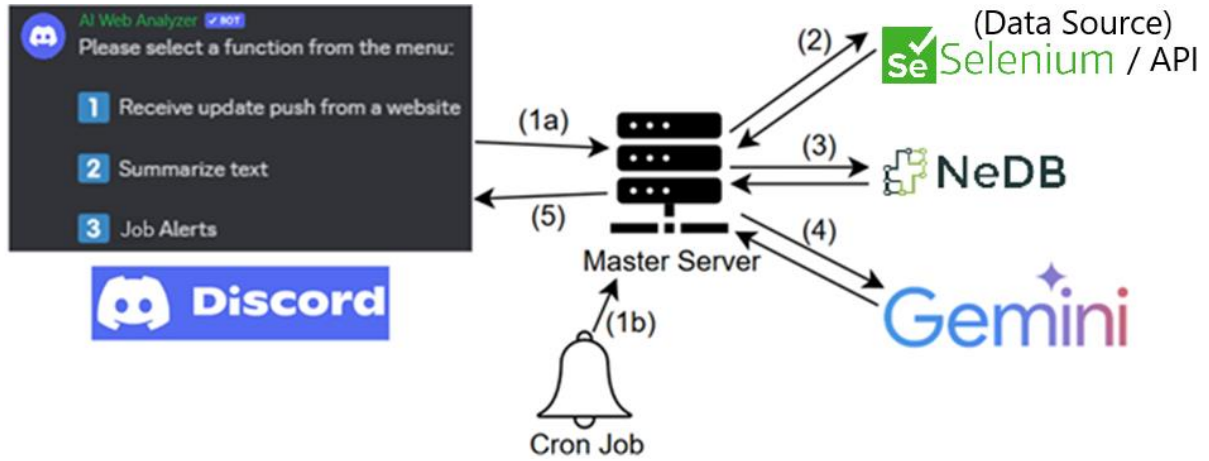 AI Web Analyzer ✓ BOT
Please select a function from the menu:
1 Receive update push from a website
2 Summarize text
3 Job Alerts
Discord
(1a)
(5)
Master Server
(1b)
Cron Job
(2)
(Data Source)
Se Selenium / API
(3)
NeDB
(4)
Gemini